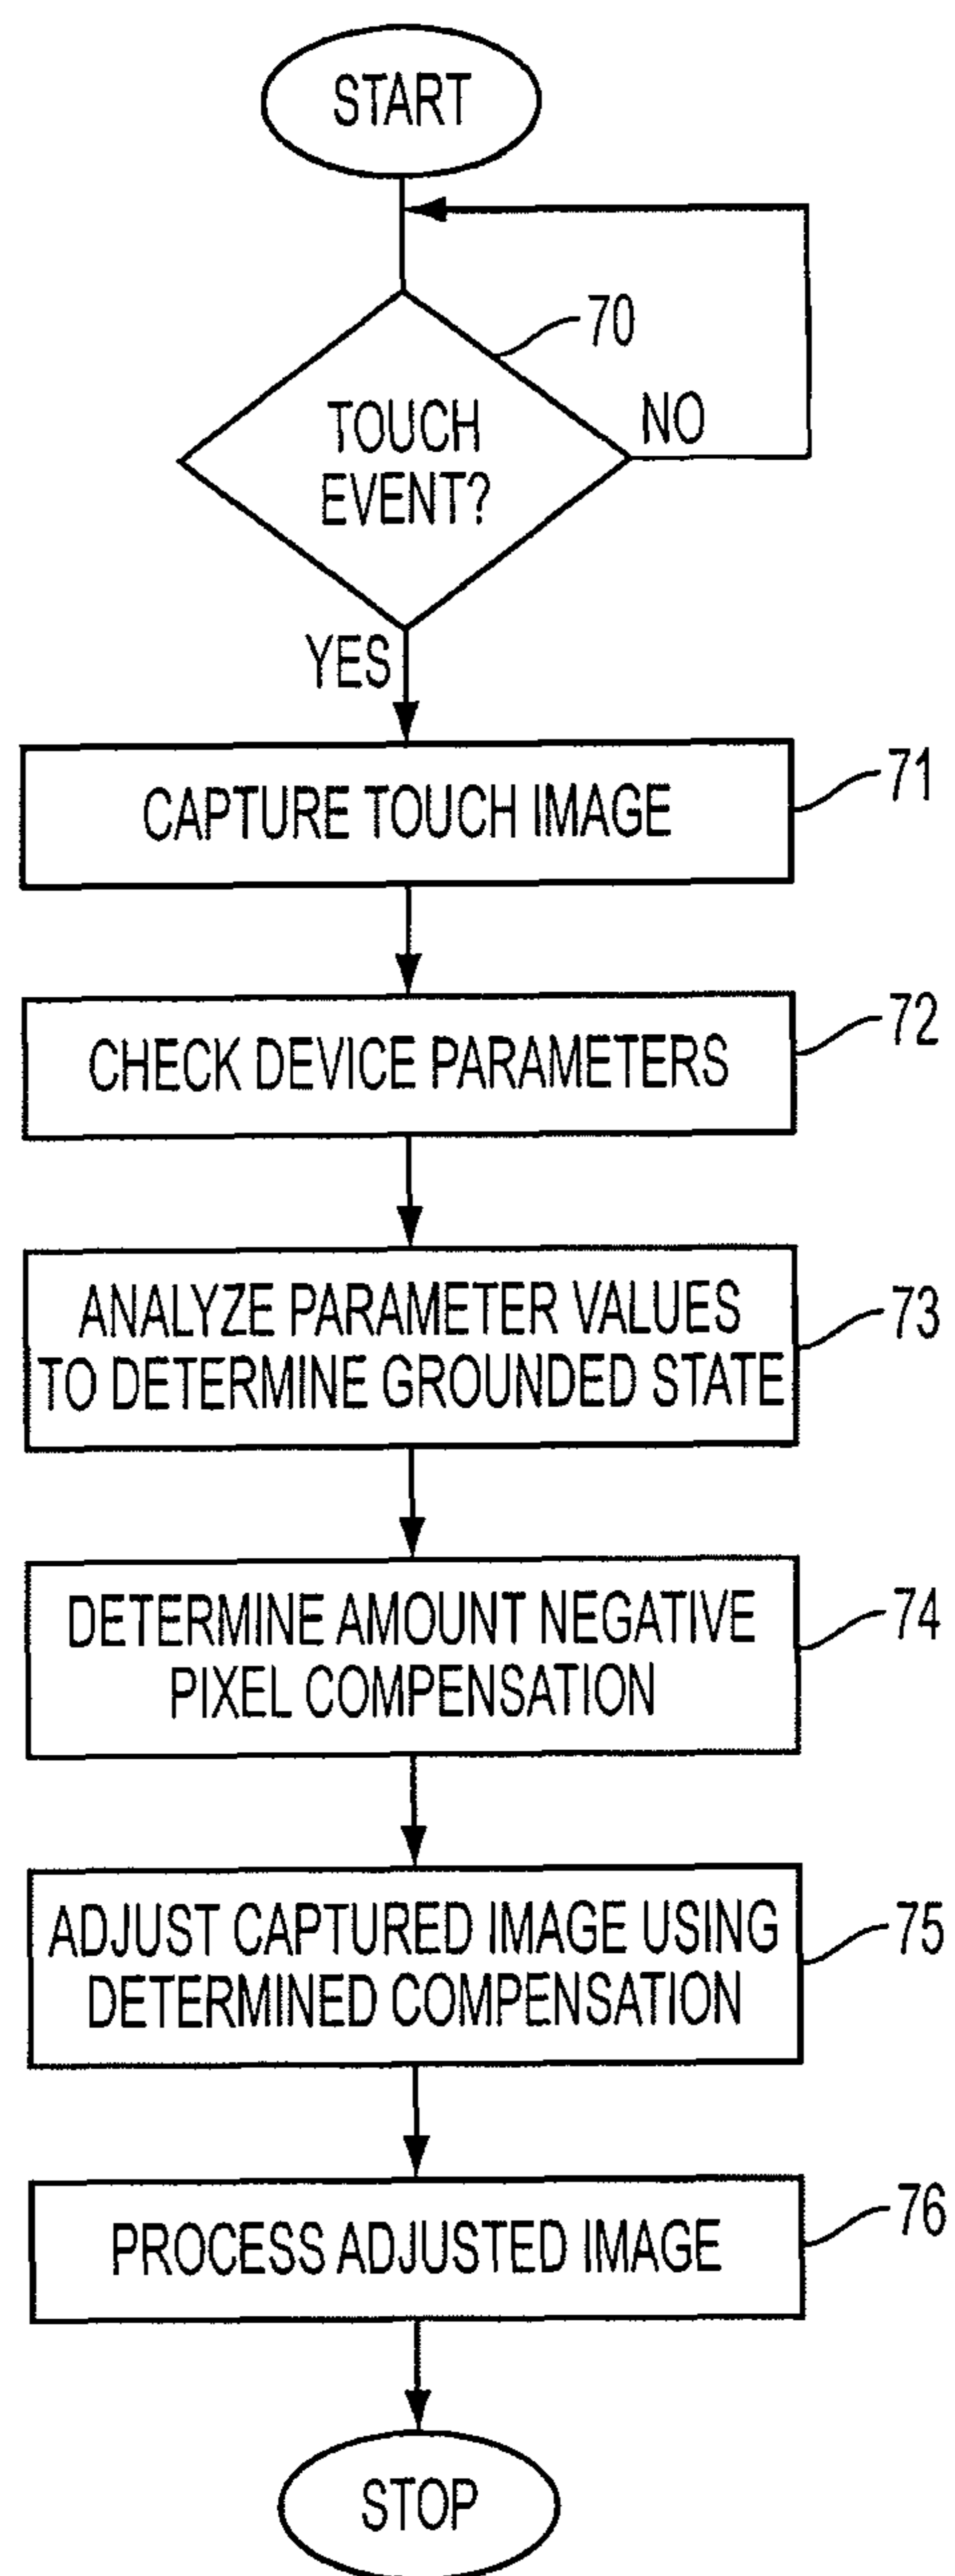 START
70
TOUCH
EVENT?
NO
YES
CAPTURE TOUCH IMAGE
71
CHECK DEVICE PARAMETERS
72
ANALYZE PARAMETER VALUES
TO DETERMINE GROUNDED STATE
73
DETERMINE AMOUNT NEGATIVE
PIXEL COMPENSATION
74
ADJUST CAPTURED IMAGE USING
DETERMINED COMPENSATION
75
PROCESS ADJUSTED IMAGE
76
STOP